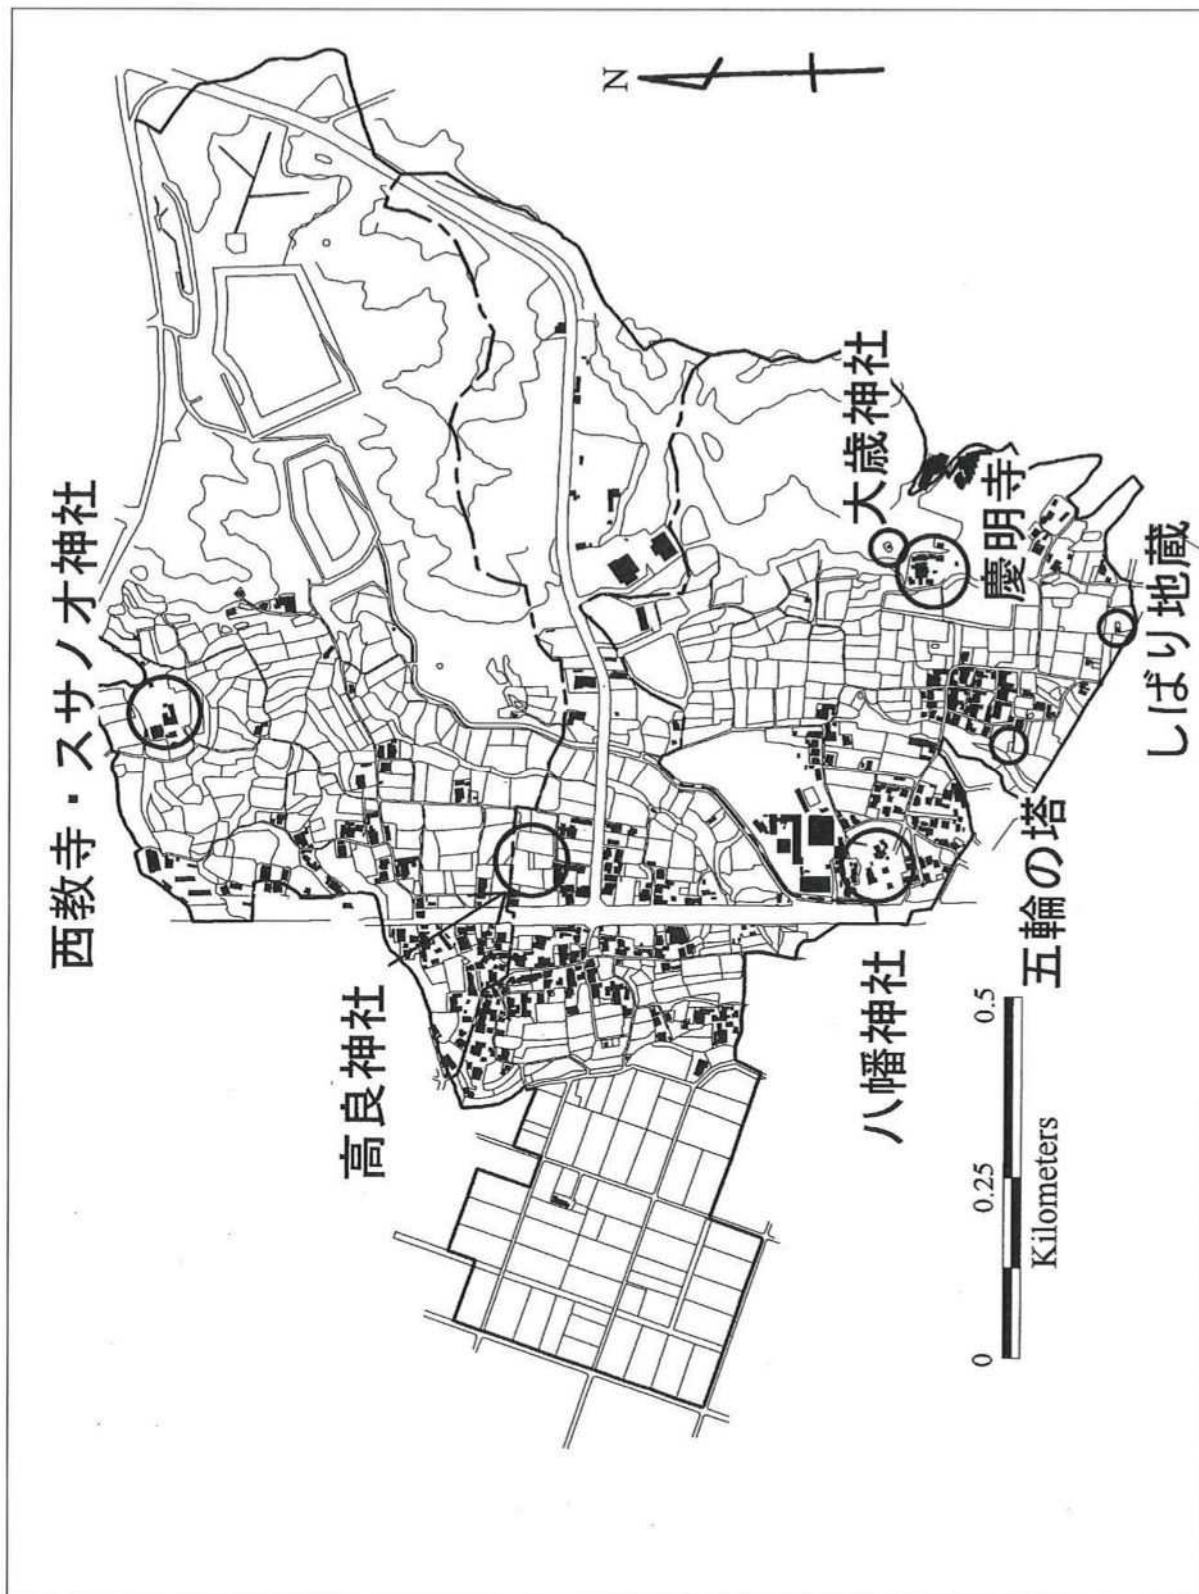 西教寺・スサノオ神社
N
大歳神社
慶明寺
しばり地蔵
高良神社
八幡神社
五輪の塔
0 0.25 0.5
Kilometers